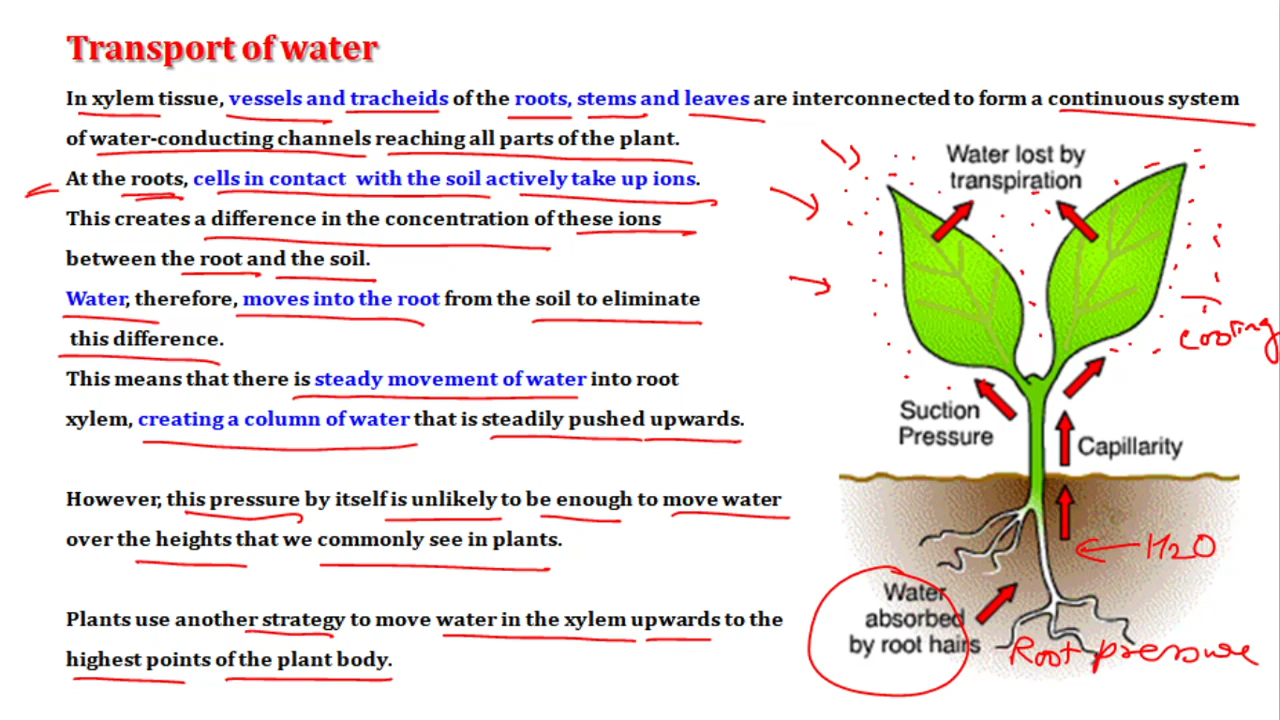 Transport of water
In xylem tissue, vessels and tracheids of the roots, stems and leaves are interconnected to form a continuous system
of water-conducting channels reaching all parts of the plant.
At the roots, cells in contact with the soil actively take up ions.
This creates a difference in the concentration of these ions
between the root and the soil.
Water, therefore, moves into the root from the soil to eliminate
this difference.
This means that there is steady movement of water into root
xylem, creating a column of water that is steadily pushed upwards.
However, this pressure by itself is unlikely to be enough to move water
over the heights that we commonly see in plants.
Plants use another strategy to move water in the xylem upwards to the
highest points of the plant body.
Water lost by
transpiration
cooling
Suction
Pressure
Capillarity
H2O
Water
absorbed
by root hairs
Root pressure